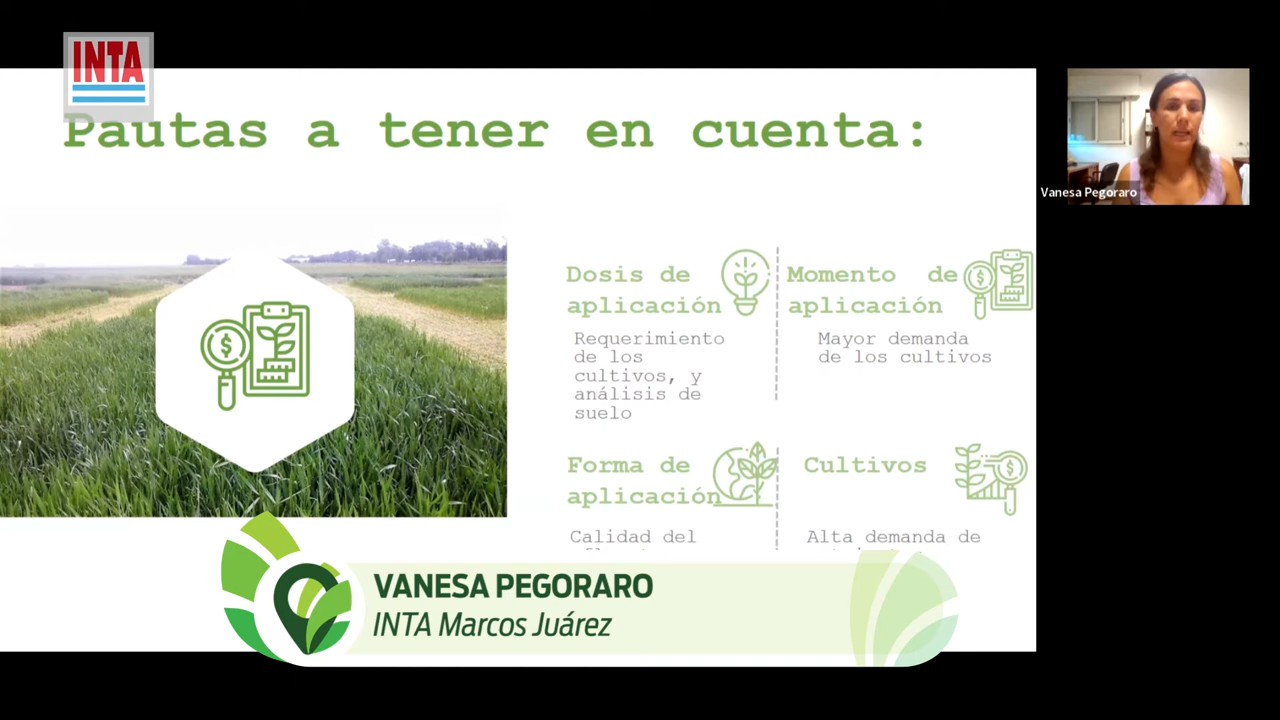 INTA
Pautas a tener en cuenta:
Vanesa Pegoraro
Dosis de
aplicación
Requerimiento
de los
cultivos, y
análisis de
suelo
Momento de
aplicación
Mayor demanda
de los cultivos
Forma de
aplicación
Calidad del
Cultivos
Alta demanda de
VANESA PEGORARO
INTA Marcos Juárez